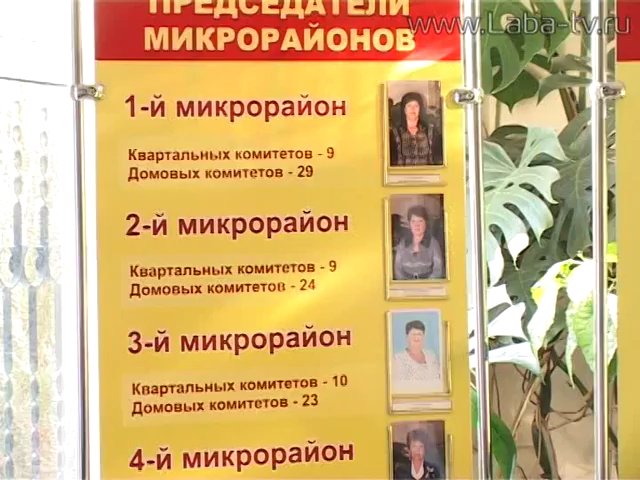 www.Laba-tv.ru
ПРЕДСЕДАТЕЛИ
МИКРОРАЙОНОВ
1-й микрорайон
Квартальных комитетов - 9
Домовых комитетов - 29
2-й микрорайон
Квартальных комитетов - 9
Домовых комитетов - 24
3-й микрорайон
Квартальных комитетов - 10
Домовых комитетов - 23
4-й микрорайон